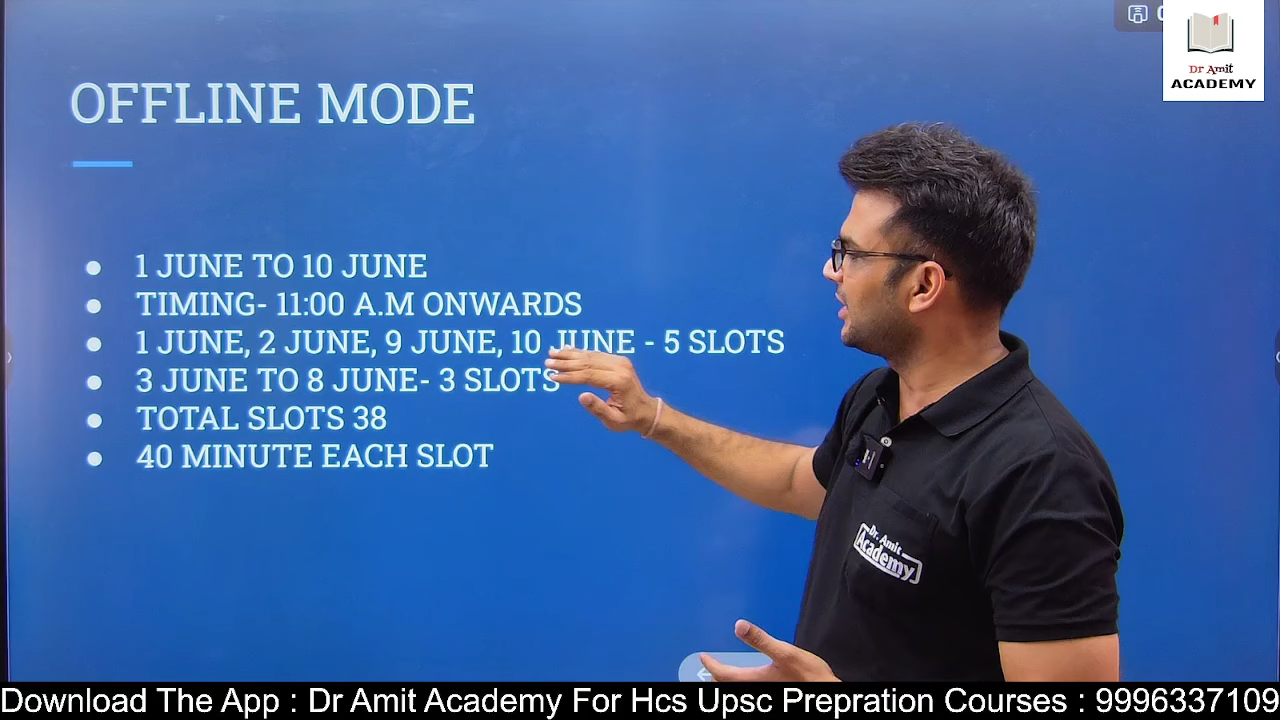 Dr Amit
ACADEMY
OFFLINE MODE
● 1 JUNE TO 10 JUNE
● TIMING- 11:00 A.M ONWARDS
● 1 JUNE, 2 JUNE, 9 JUNE, 10 JUNE - 5 SLOTS
● 3 JUNE TO 8 JUNE- 3 SLOTS
● TOTAL SLOTS 38
● 40 MINUTE EACH SLOT
Dr. Amit
Academy
Download The App : Dr Amit Academy For Hcs Upsc Prepration Courses : 9996337109